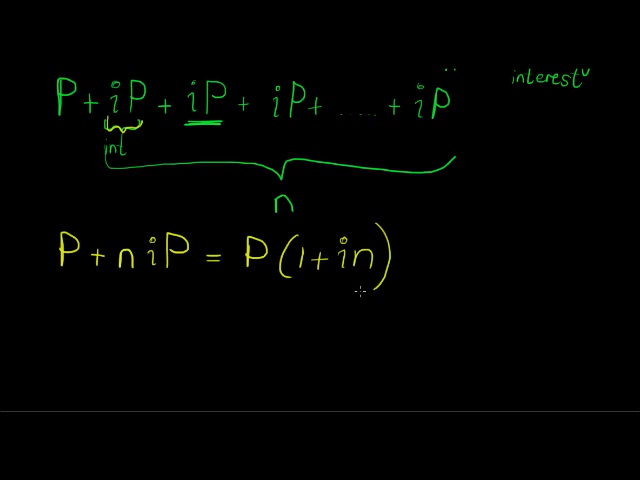 interest
P + iP + iP + iP + ..... + iP
int
n
P + niP = P(1 + in)